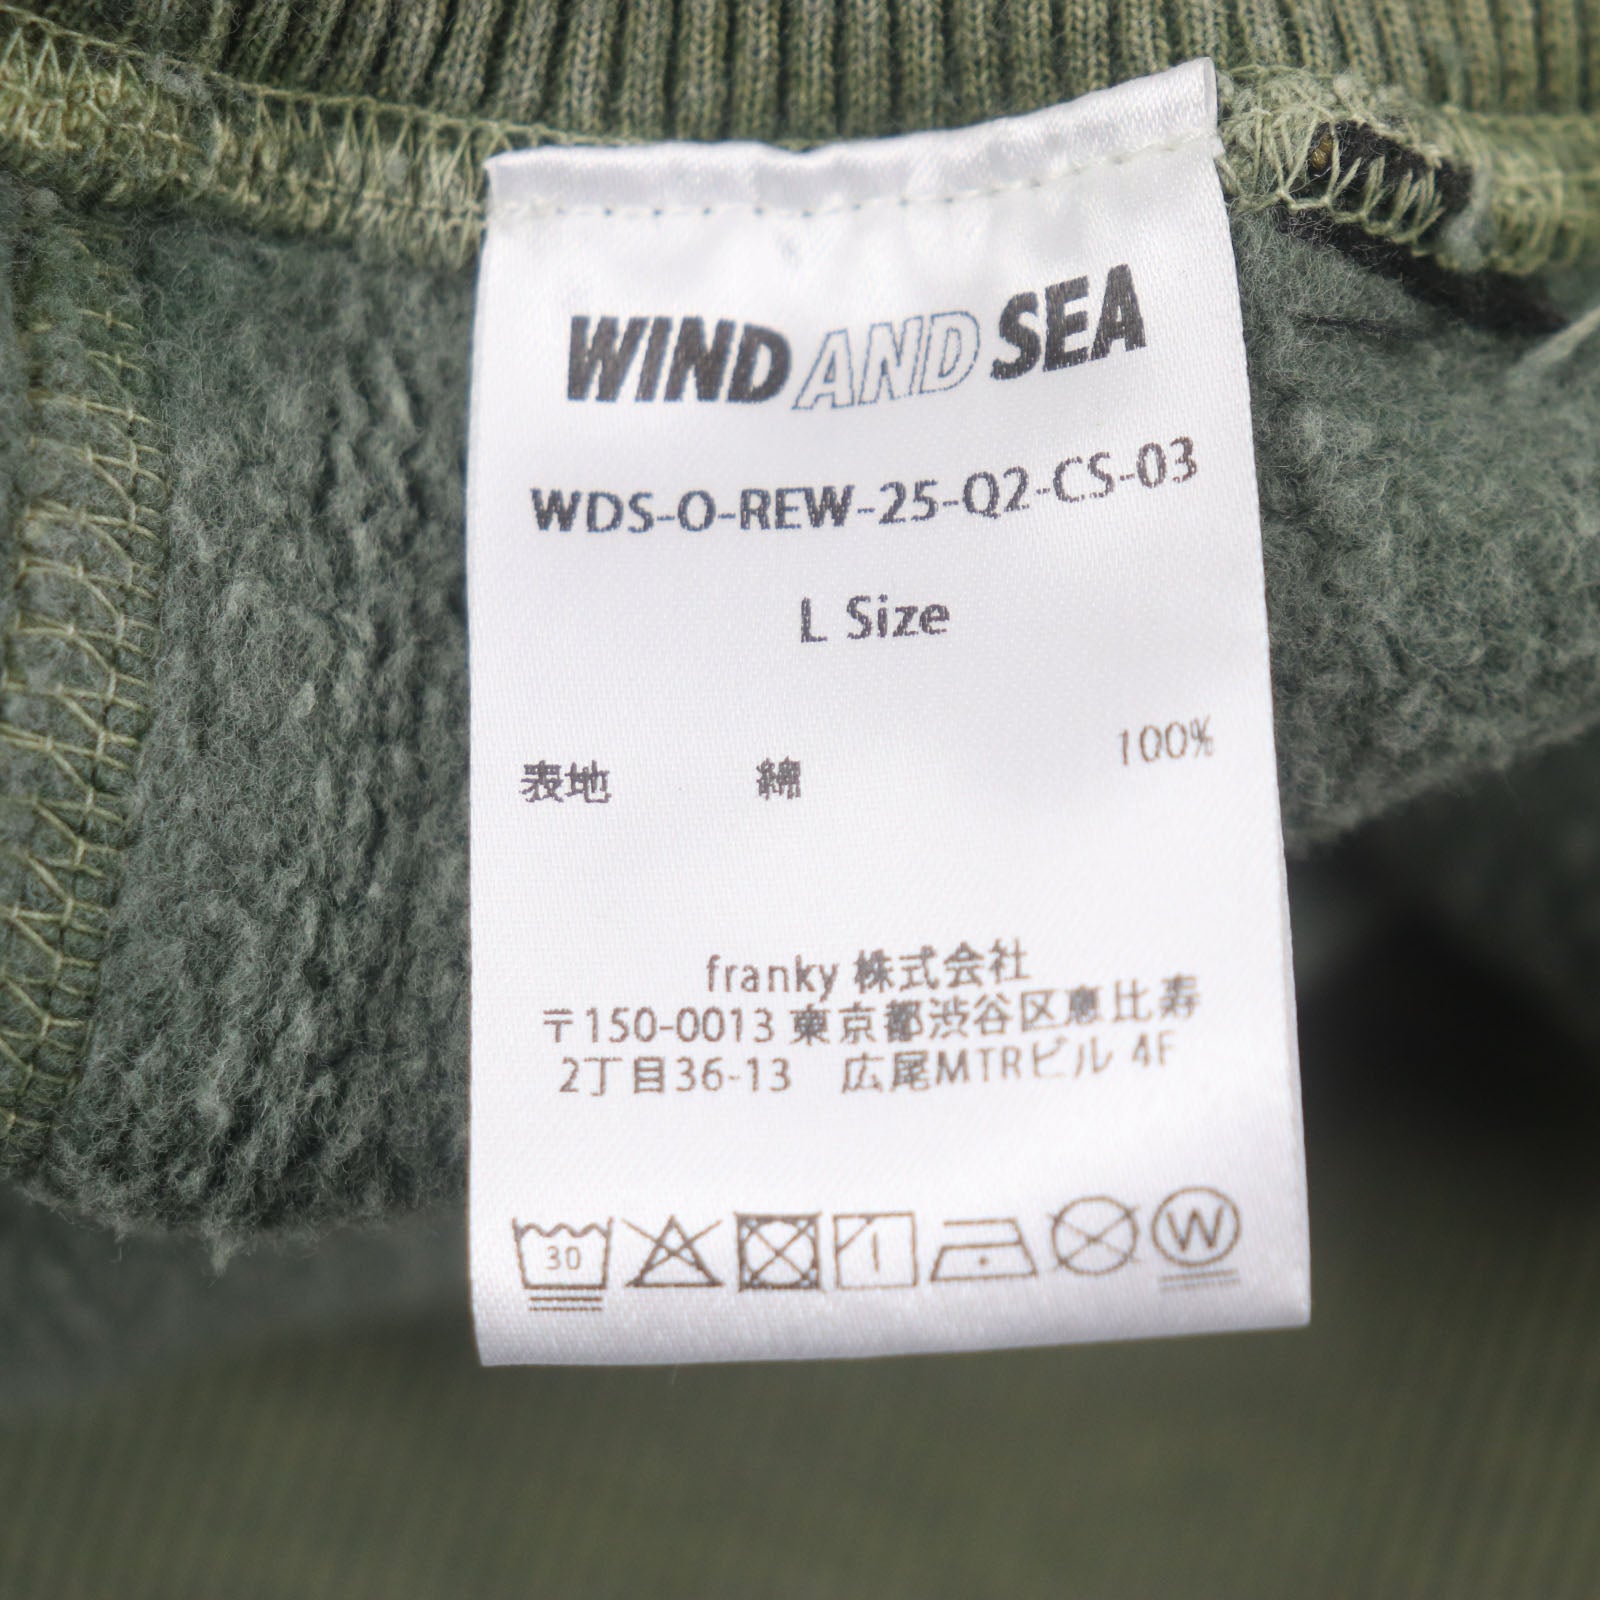 WIND AND SEA
WDS-O-REW-25-Q2-CS-03
L Size
表地 綿 100%
franky 株式会社
〒150-0013 東京都渋谷区恵比寿
2丁目36-13 広尾MTRビル 4F
30 W